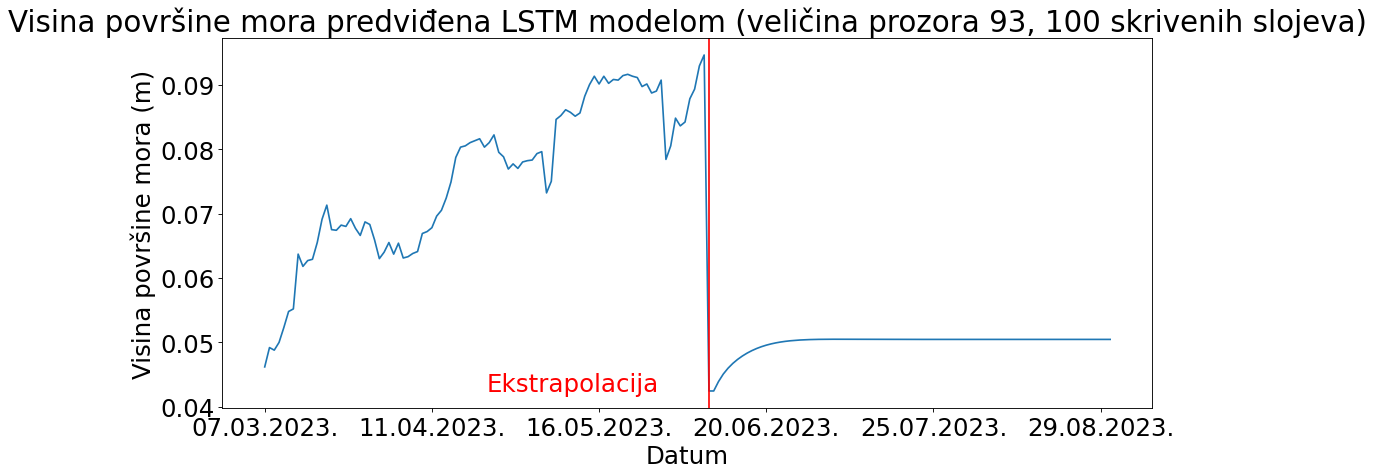 Visina površine mora predviđena LSTM modelom (veličina prozora 93, 100 skrivenih slojeva)
Visina površine mora (m)
0.09
0.08
0.07
0.06
0.05
0.04
Ekstrapolacija
07.03.2023. 11.04.2023. 16.05.2023. 20.06.2023. 25.07.2023. 29.08.2023.
Datum